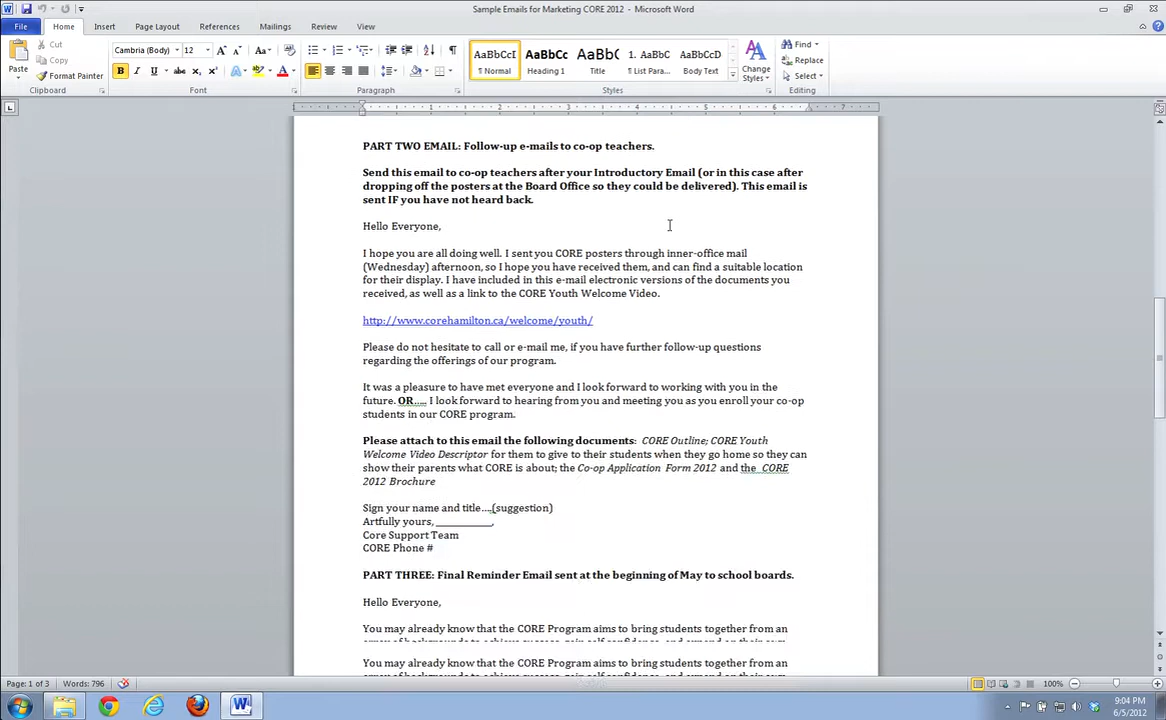 Sample Emails for Marketing CORE 2012 - Microsoft Word
File Home Insert Page Layout References Mailings Review View
Paste Cut Copy Format Painter Clipboard
Cambria (Body) 12 Font
B I U abc x₂ x² Aa A A
Paragraph
AaBbCcI ¶ Normal
AaBbCc Heading 1
AaBbC Title
1. AaBbC ¶ List Para...
AaBbCcD Body Text
Styles
Change Styles
Find Replace Select Editing
PART TWO EMAIL: Follow-up e-mails to co-op teachers.
Send this email to co-op teachers after your Introductory Email (or in this case after
dropping off the posters at the Board Office so they could be delivered). This email is
sent IF you have not heard back.
Hello Everyone,
I hope you are all doing well. I sent you CORE posters through inner-office mail
(Wednesday) afternoon, so I hope you have received them, and can find a suitable location
for their display. I have included in this e-mail electronic versions of the documents you
received, as well as a link to the CORE Youth Welcome Video.
http://www.corehamilton.ca/welcome/youth/
Please do not hesitate to call or e-mail me, if you have further follow-up questions
regarding the offerings of our program.
It was a pleasure to have met everyone and I look forward to working with you in the
future. OR..... I look forward to hearing from you and meeting you as you enroll your co-op
students in our CORE program.
Please attach to this email the following documents: CORE Outline; CORE Youth
Welcome Video Descriptor for them to give to their students when they go home so they can
show their parents what CORE is about; the Co-op Application Form 2012 and the CORE
2012 Brochure
Sign your name and title....(suggestion)
Artfully yours, __________,
Core Support Team
CORE Phone #
PART THREE: Final Reminder Email sent at the beginning of May to school boards.
Hello Everyone,
You may already know that the CORE Program aims to bring students together from an
You may already know that the CORE Program aims to bring students together from an
Page: 1 of 3 Words: 796 100%
9:04 PM
6/5/2012